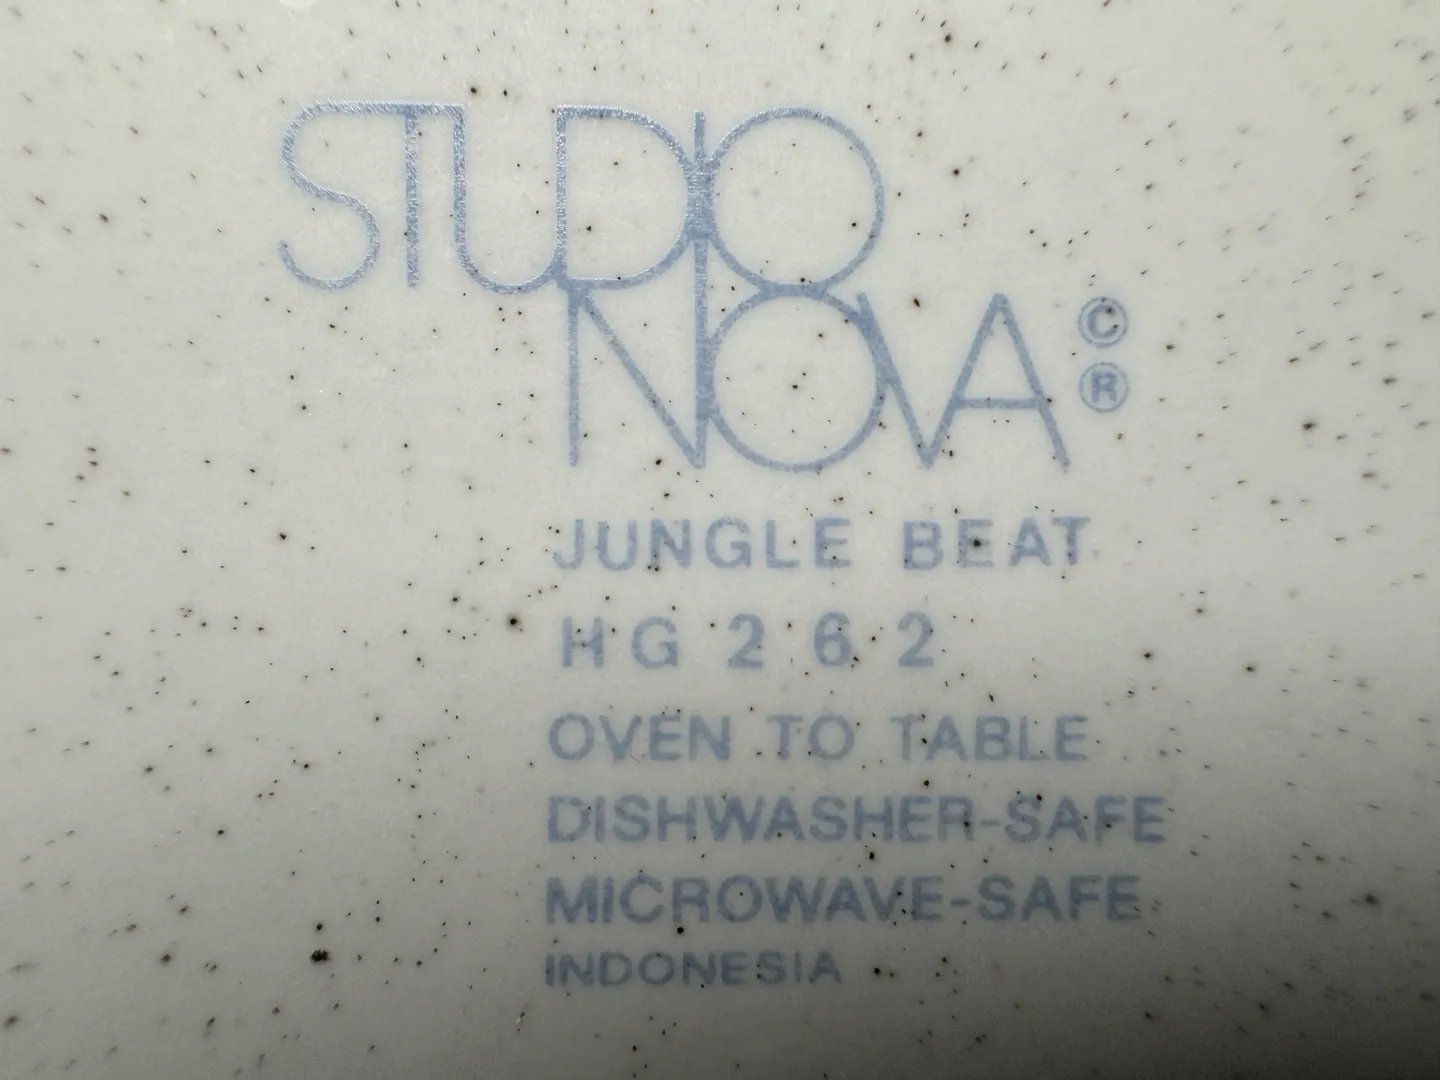 STUDIO
NOVA © ®
JUNGLE BEAT
HG 262
OVEN TO TABLE
DISHWASHER-SAFE
MICROWAVE-SAFE
INDONESIA